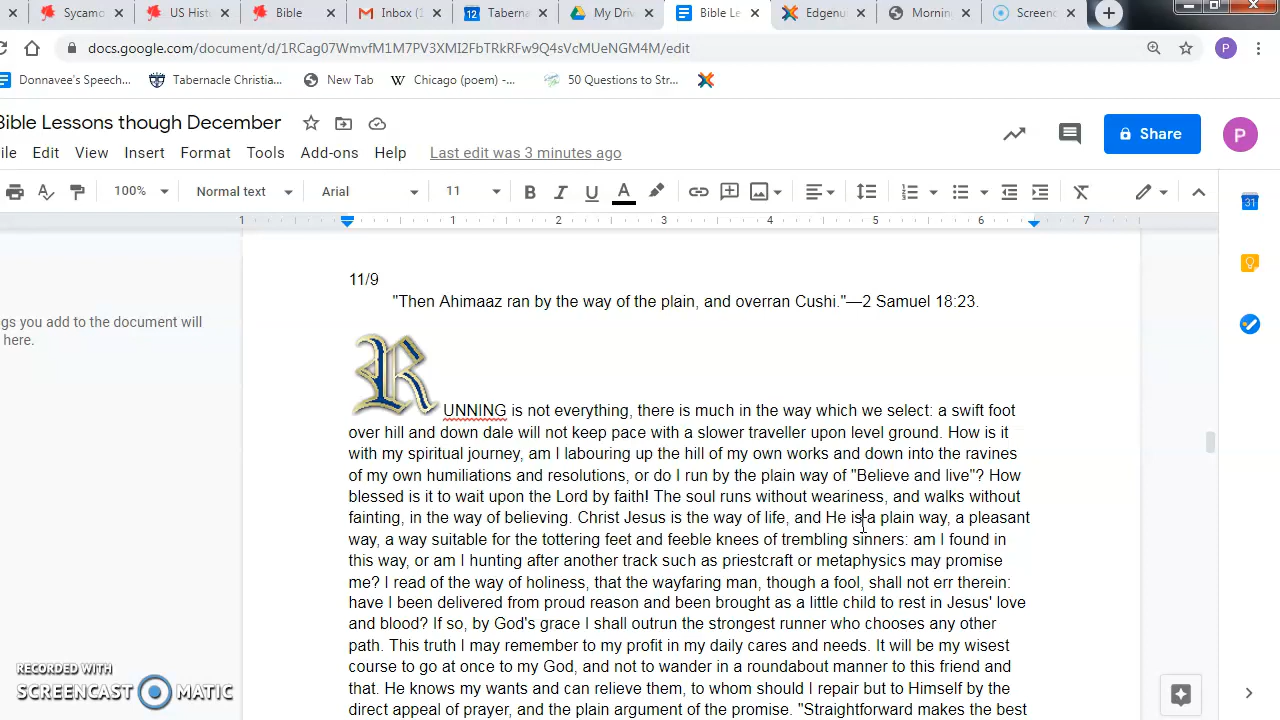 Sycamo
US Hist
Bible
Inbox (1
Taberna
My Driv
Bible Le
Edgenu
Mornin
Screenc
docs.google.com/document/d/1RCag07WmvfM1M7PV3XMI2FbTRkRFw9Q4sVcMUeNGM4M/edit
P
Donnavee's Speech...
Tabernacle Christia...
New Tab
Chicago (poem) -...
50 Questions to Str...
Bible Lessons though December
ile Edit View Insert Format Tools Add-ons Help Last edit was 3 minutes ago
Share
P
100% Normal text Arial 11 B I U A
1 1 2 3 4 5 6 7
31
11/9
"Then Ahimaaz ran by the way of the plain, and overran Cushi."—2 Samuel 18:23.
gs you add to the document will
here.
RUNNING is not everything, there is much in the way which we select: a swift foot
over hill and down dale will not keep pace with a slower traveller upon level ground. How is it
with my spiritual journey, am I labouring up the hill of my own works and down into the ravines
of my own humiliations and resolutions, or do I run by the plain way of "Believe and live"? How
blessed is it to wait upon the Lord by faith! The soul runs without weariness, and walks without
fainting, in the way of believing. Christ Jesus is the way of life, and He is a plain way, a pleasant
way, a way suitable for the tottering feet and feeble knees of trembling sinners: am I found in
this way, or am I hunting after another track such as priestcraft or metaphysics may promise
me? I read of the way of holiness, that the wayfaring man, though a fool, shall not err therein:
have I been delivered from proud reason and been brought as a little child to rest in Jesus' love
and blood? If so, by God's grace I shall outrun the strongest runner who chooses any other
path. This truth I may remember to my profit in my daily cares and needs. It will be my wisest
course to go at once to my God, and not to wander in a roundabout manner to this friend and
that. He knows my wants and can relieve them, to whom should I repair but to Himself by the
direct appeal of prayer, and the plain argument of the promise. "Straightforward makes the best
RECORDED WITH
SCREENCAST MATIC